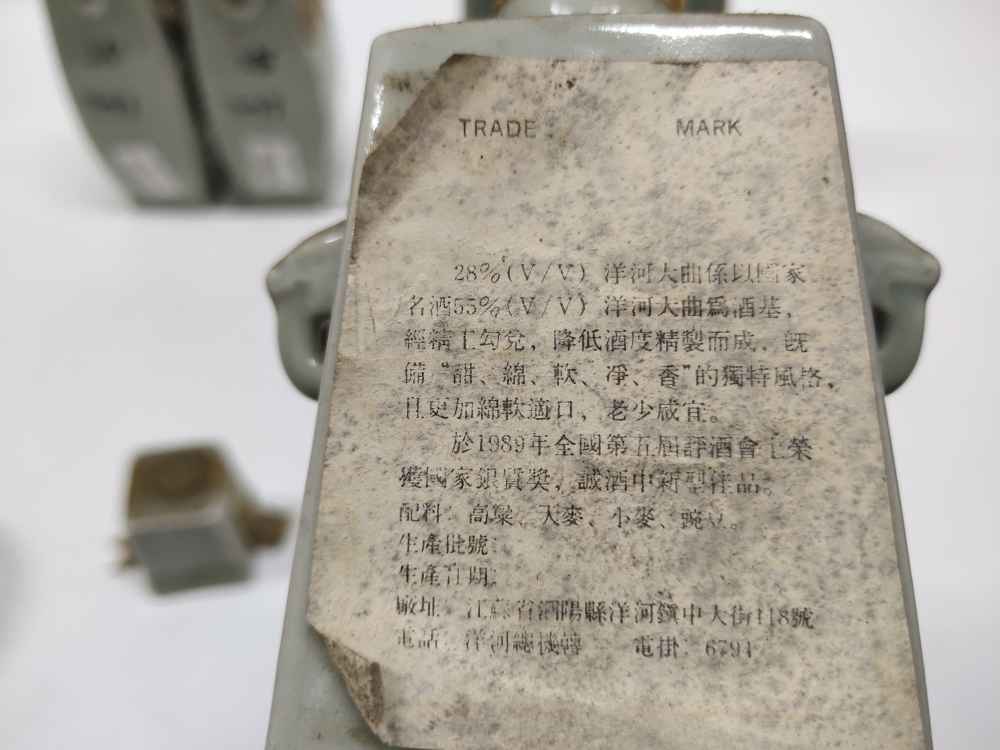 TRADE MARK
28%(V/V) 洋河大曲係以國家
名酒55%(V/V) 洋河大曲爲酒基，
經精工勾兌，降低酒度精製而成，既
備“甜、綿、軟、凈、香”的獨特風格，
且更加綿軟適口，老少咸宜。
於1989年全國第五屆評酒會上榮
獲國家銀質奬，誠酒中新型佳品。
配料：高粱、大麥、小麥、豌豆。
生產批號：
生產日期：
廠址：江蘇省泗陽縣洋河鎮中大街118號
電話：洋河總機轉 電掛：6791